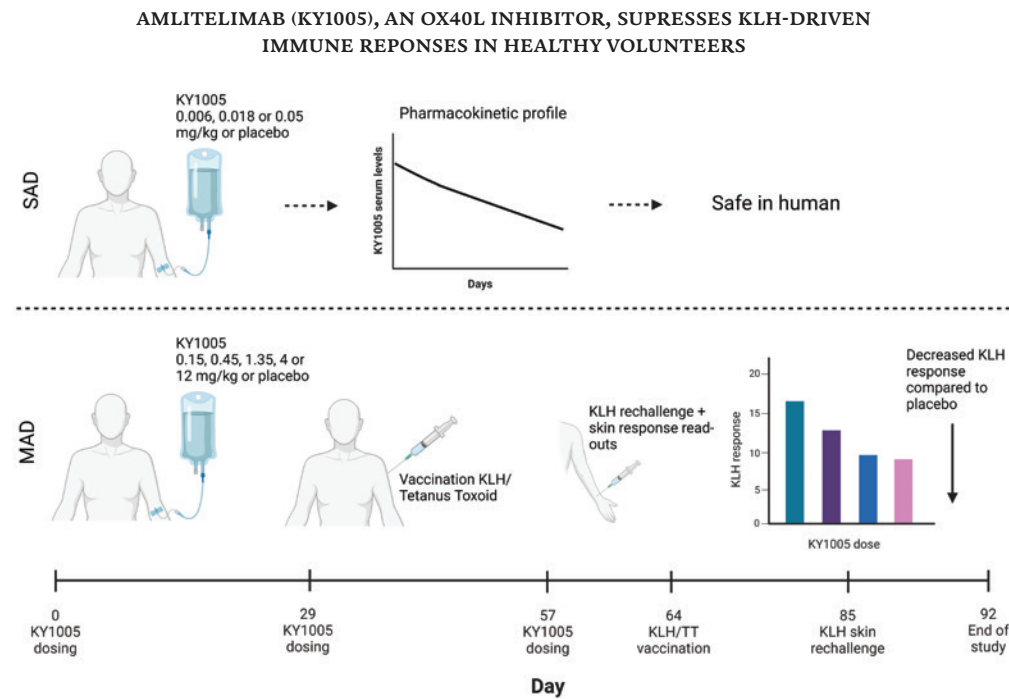 AMLITELIMAB (KY1005), AN OX40L INHIBITOR, SUPRESSES KLH-DRIVEN
IMMUNE REPONSES IN HEALTHY VOLUNTEERS
SAD
KY1005
0.006, 0.018 or 0.05
mg/kg or placebo
Pharmacokinetic profile
KY1005 serum levels
Days
Safe in human
MAD
KY1005
0.15, 0.45, 1.35, 4 or
12 mg/kg or placebo
Vaccination KLH/
Tetanus Toxoid
KLH rechallenge +
skin response read-
outs
KLH response
20
15
10
5
0
KY1005 dose
Decreased KLH
response
compared to
placebo
0
KY1005
dosing
29
KY1005
dosing
57
KY1005
dosing
64
KLH/TT
vaccination
85
KLH skin
rechallenge
92
End of
study
Day